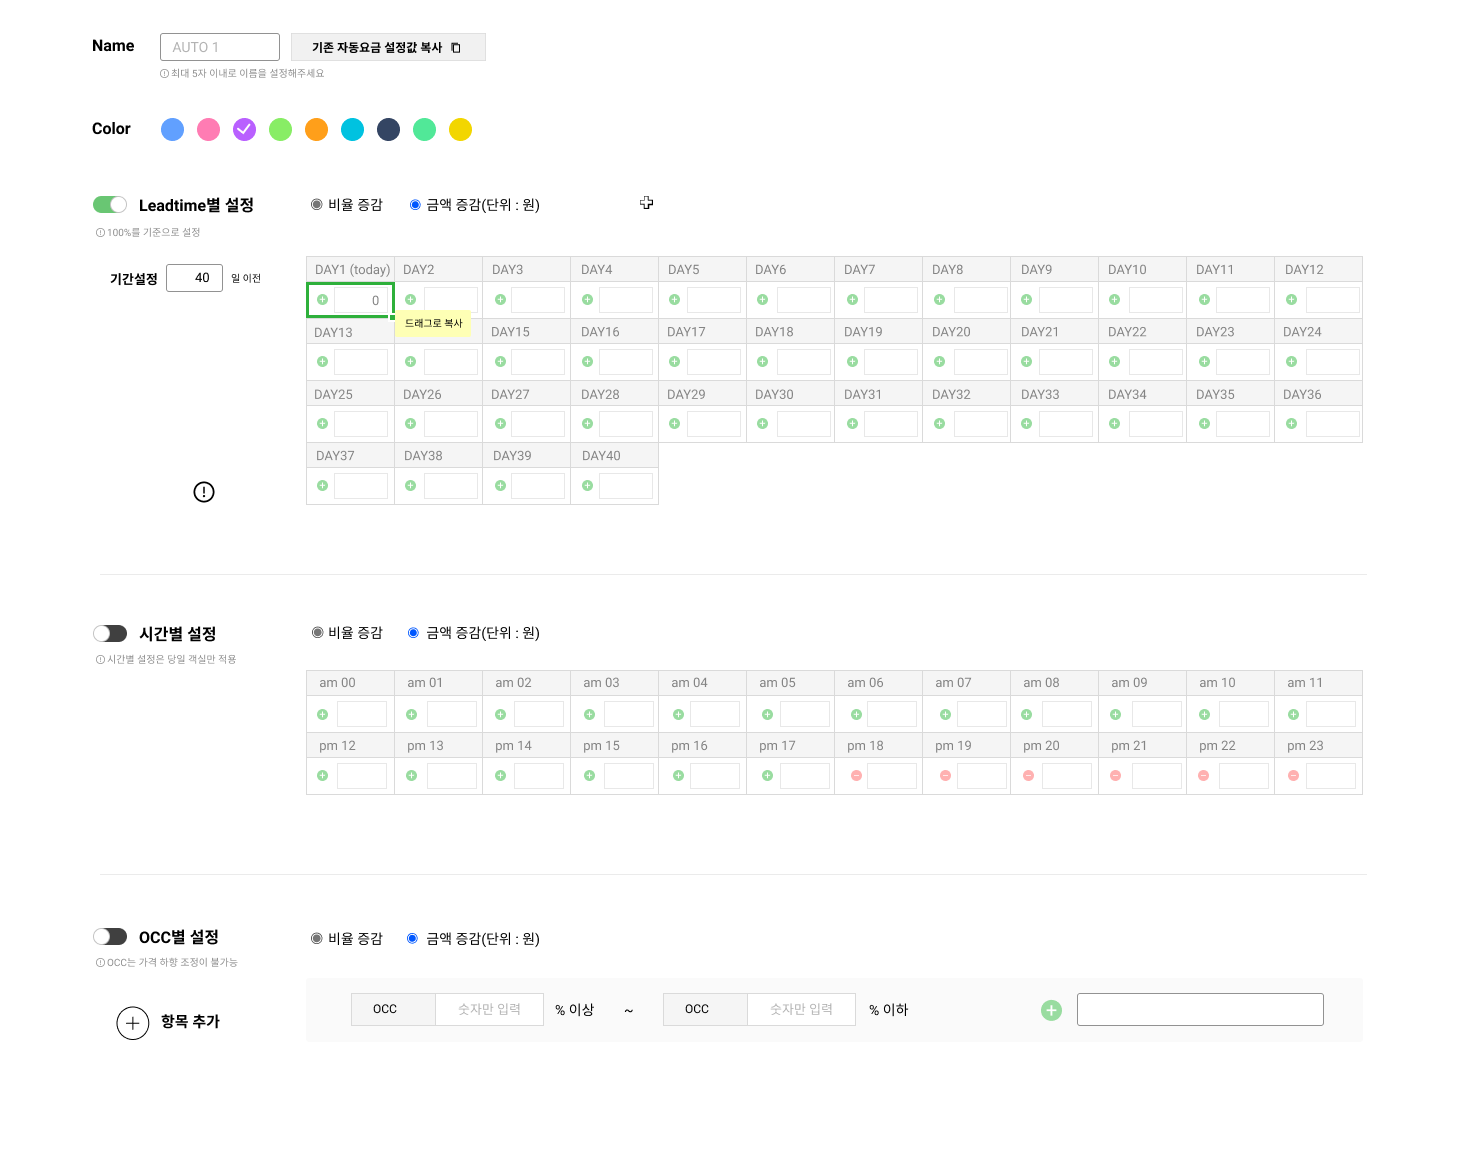 Name
AUTO 1
기존 자동요금 설정값 복사
최대 5자 이내로 이름을 설정해주세요
Color
Leadtime별 설정
비율 증감
금액 증감(단위 : 원)
100%를 기준으로 설정
기간설정
40
일 이전
DAY1 (today) DAY2 DAY3 DAY4 DAY5 DAY6 DAY7 DAY8 DAY9 DAY10 DAY11 DAY12
0
드래그로 복사
DAY13 DAY15 DAY16 DAY17 DAY18 DAY19 DAY20 DAY21 DAY22 DAY23 DAY24
DAY25 DAY26 DAY27 DAY28 DAY29 DAY30 DAY31 DAY32 DAY33 DAY34 DAY35 DAY36
DAY37 DAY38 DAY39 DAY40
시간별 설정
비율 증감
금액 증감(단위 : 원)
시간별 설정은 당일 객실만 적용
am 00 am 01 am 02 am 03 am 04 am 05 am 06 am 07 am 08 am 09 am 10 am 11
pm 12 pm 13 pm 14 pm 15 pm 16 pm 17 pm 18 pm 19 pm 20 pm 21 pm 22 pm 23
OCC별 설정
비율 증감
금액 증감(단위 : 원)
OCC는 가격 하향 조정이 불가능
항목 추가
OCC 숫자만 입력 % 이상 ~ OCC 숫자만 입력 % 이하